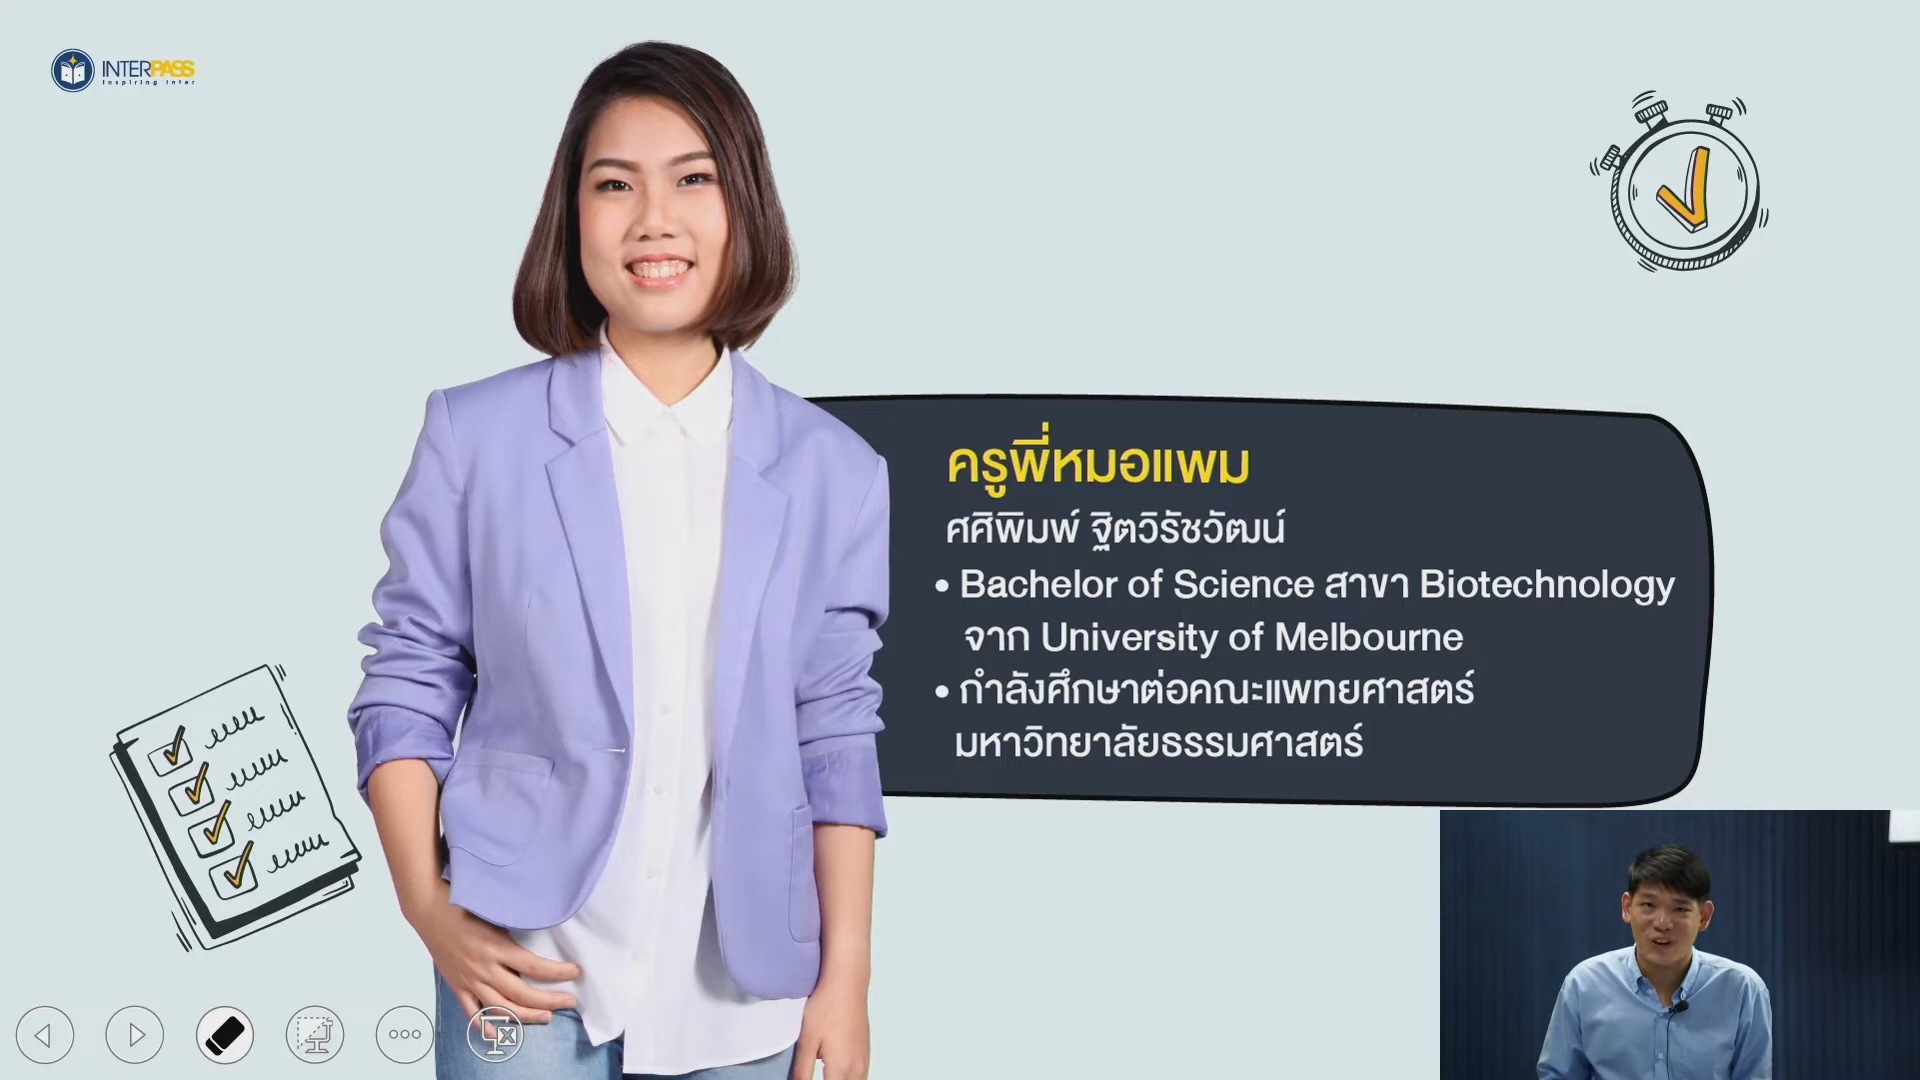 INTERPASS
Inspiring Inter
ครูพี่หมอแพม
ศศิพิมพ์ ฐิตวิรัชวัฒน์
• Bachelor of Science สาขา Biotechnology
จาก University of Melbourne
• กำลังศึกษาต่อคณะแพทยศาสตร์
มหาวิทยาลัยธรรมศาสตร์